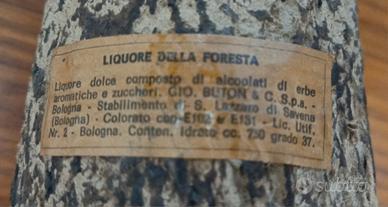 LIQUORE DELLA FORESTA
Liquore dolce composto di alcoolati di erbe
aromatiche e zuccheri. GIO. BUTON & C. S.p.a. -
Bologna - Stabilimento di S. Lazzaro di Savena
(Bologna) - Colorato con E102 e E131 - Lic. Utif.
Nr. 2 - Bologna. Conten. idrato cc. 750 grado 37.
subito